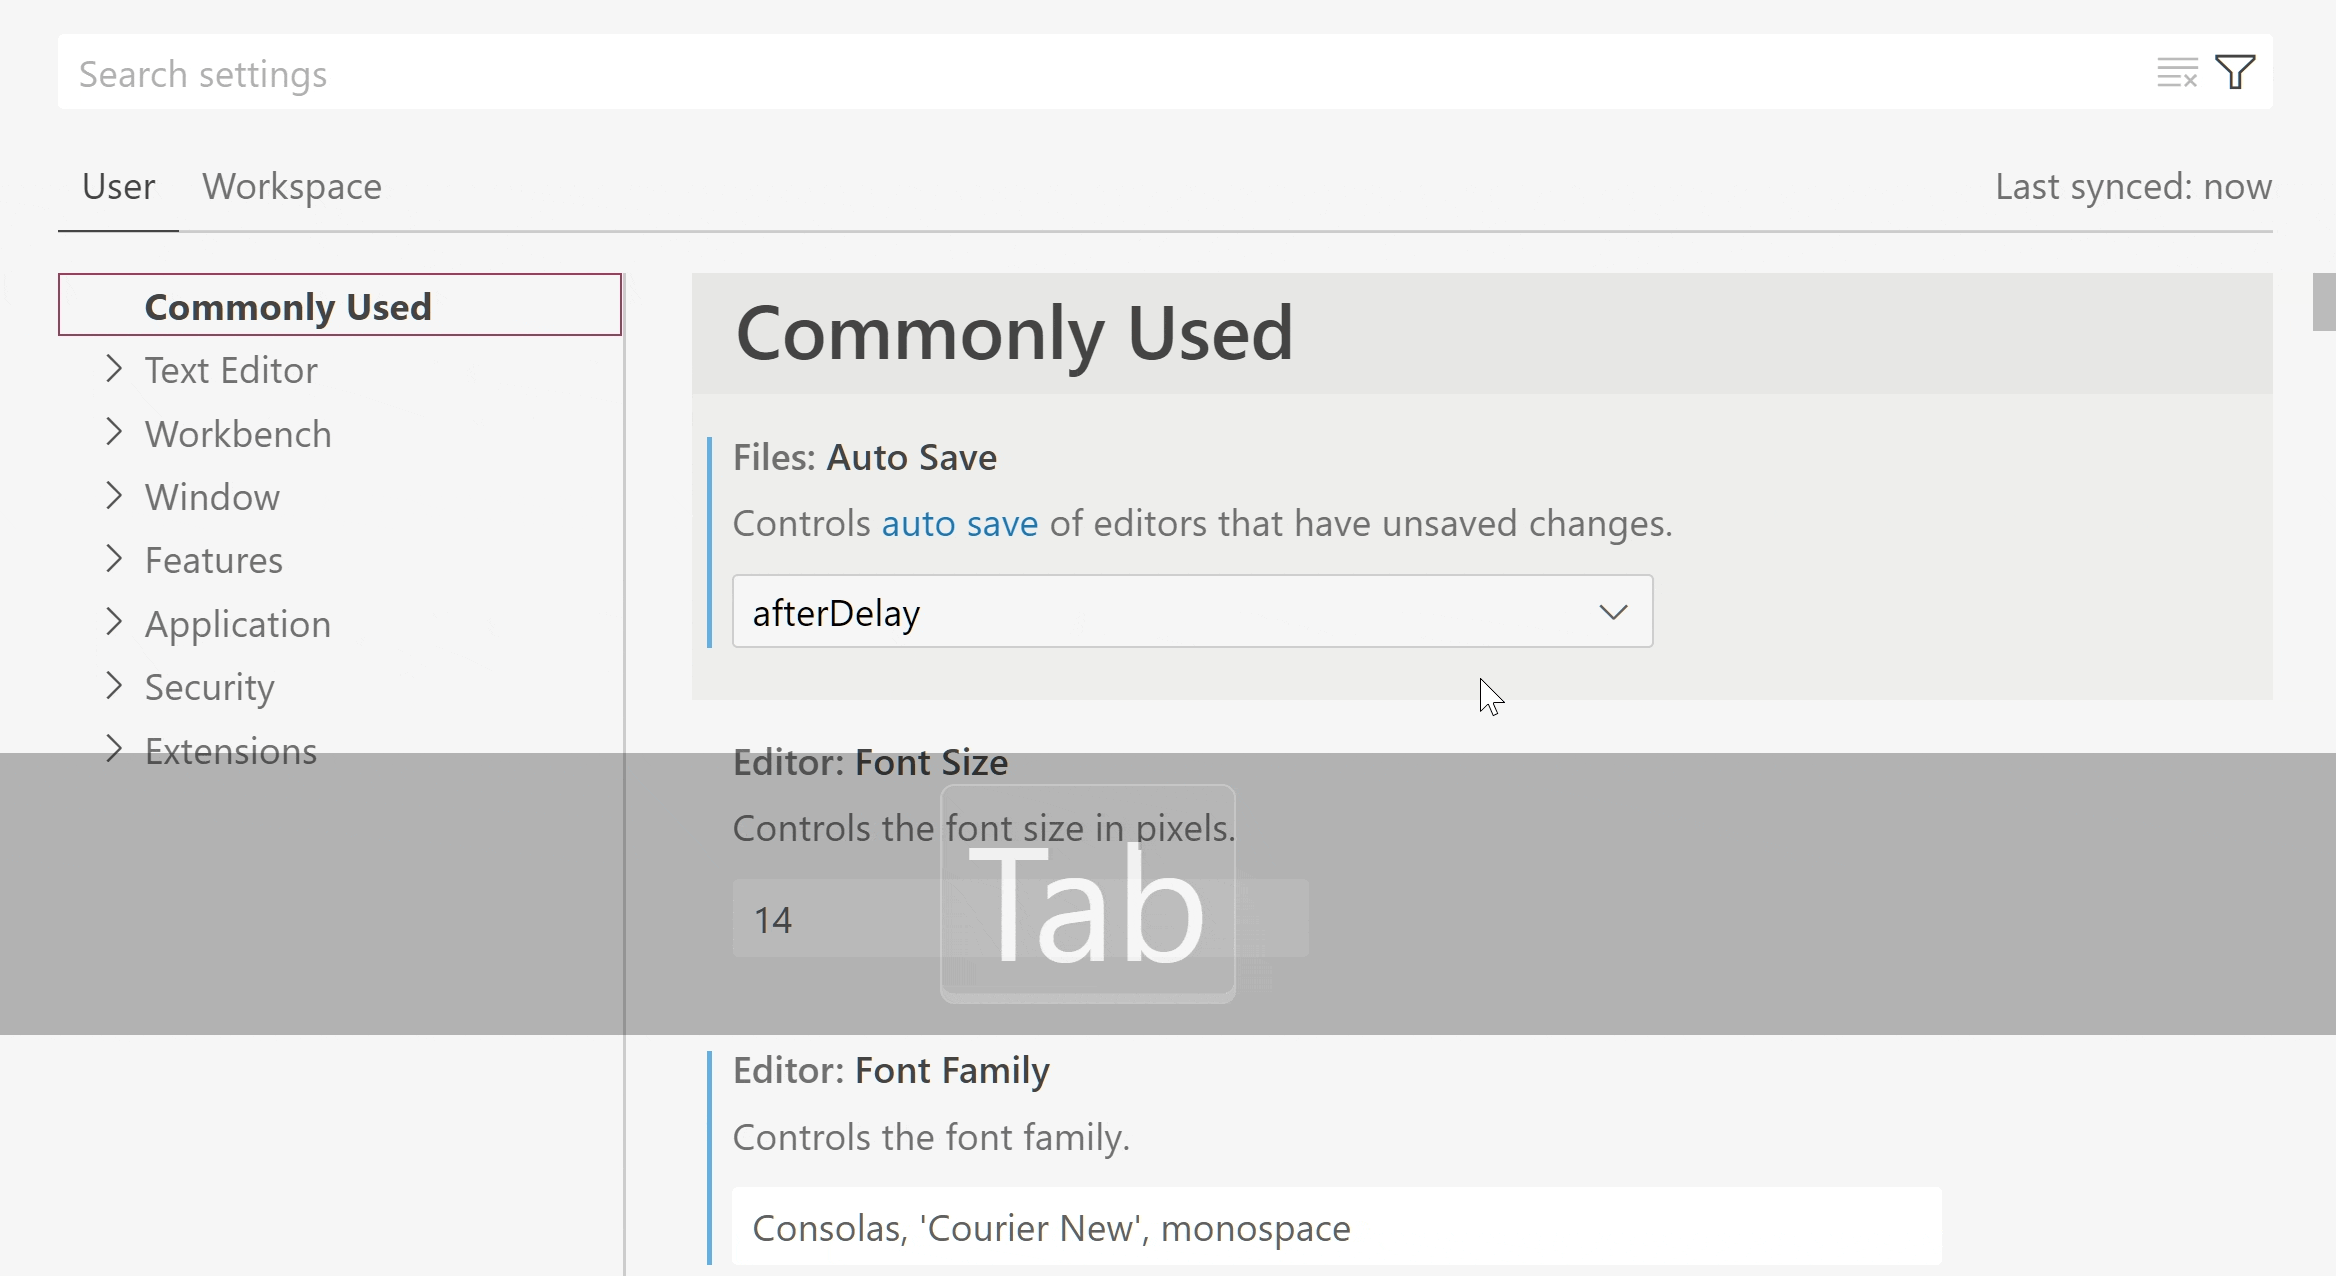 Search settings
User Workspace Last synced: now
Commonly Used
Text Editor
Workbench
Window
Features
Application
Security
Extensions
Commonly Used
Files: Auto Save
Controls auto save of editors that have unsaved changes.
afterDelay
Editor: Font Size
Controls the font size in pixels.
14
Tab
Editor: Font Family
Controls the font family.
Consolas, 'Courier New', monospace